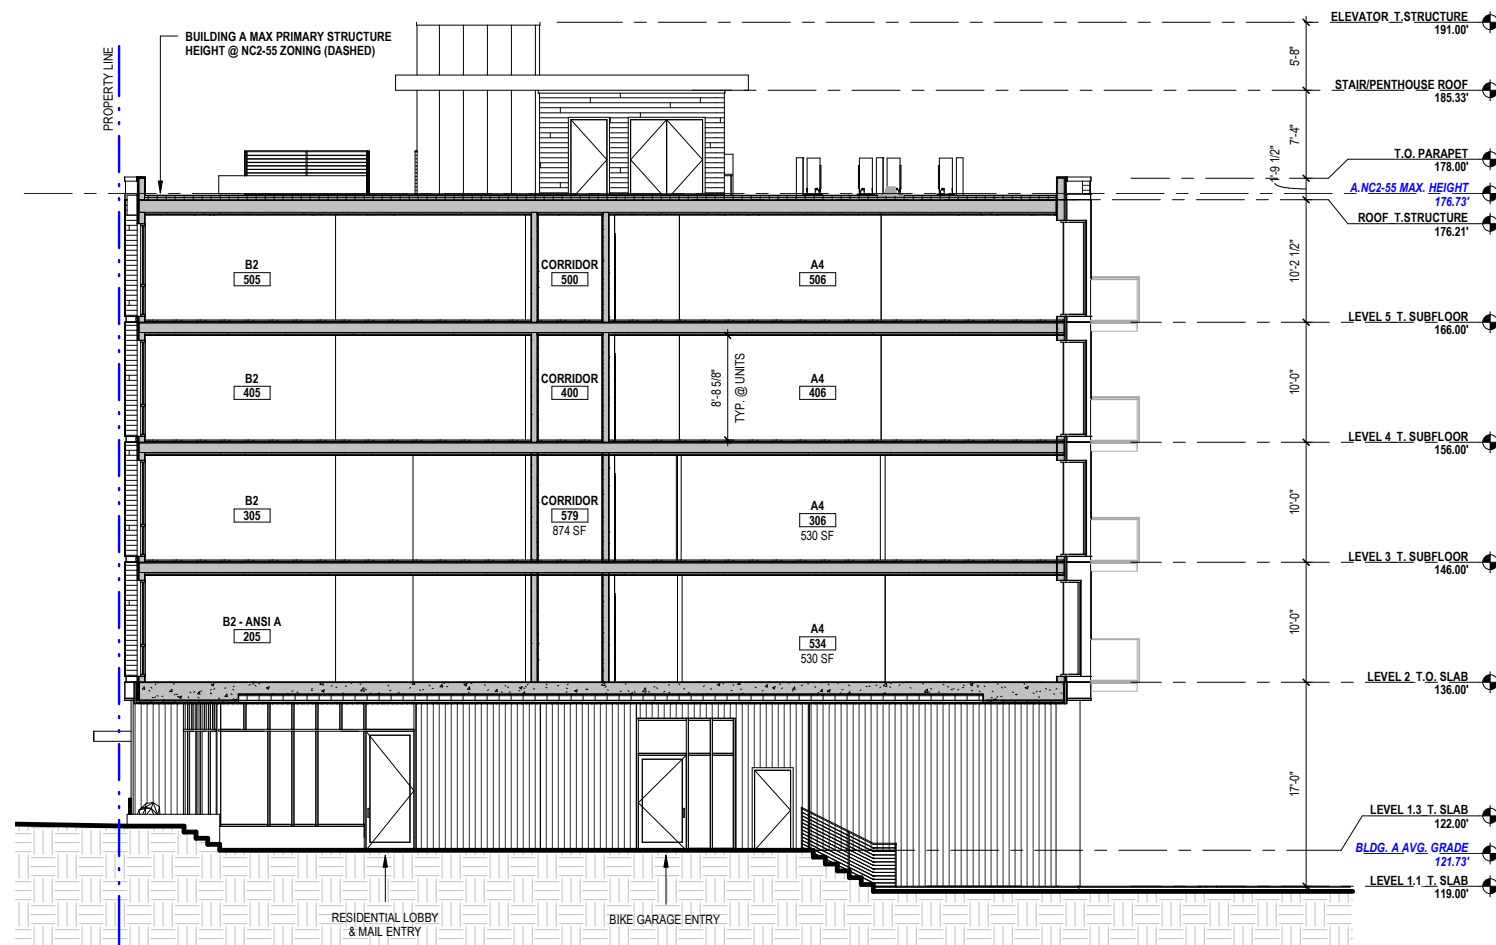 ELEVATOR T.STRUCTURE
191.00'
BUILDING A MAX PRIMARY STRUCTURE
HEIGHT @ NC2-55 ZONING (DASHED)
PROPERTY LINE
5'-8"
STAIR/PENTHOUSE ROOF
185.33'
7'-4"
T.O. PARAPET
178.00'
A.NC2-55 MAX. HEIGHT
176.73'
ROOF T.STRUCTURE
176.21'
B2
505
CORRIDOR
500
A4
506
10'-2 1/2"
LEVEL 5 T. SUBFLOOR
166.00'
B2
405
CORRIDOR
400
8'-8 5/8"
TYP. @ UNITS
A4
406
10'-0"
LEVEL 4 T. SUBFLOOR
156.00'
B2
305
CORRIDOR
579
874 SF
A4
306
530 SF
10'-0"
LEVEL 3 T. SUBFLOOR
146.00'
B2 - ANSI A
205
A4
534
530 SF
10'-0"
LEVEL 2 T.O. SLAB
136.00'
17'-0"
LEVEL 1.3 T. SLAB
122.00'
BLDG. A AVG. GRADE
121.73'
LEVEL 1.1 T. SLAB
119.00'
RESIDENTIAL LOBBY
& MAIL ENTRY
BIKE GARAGE ENTRY